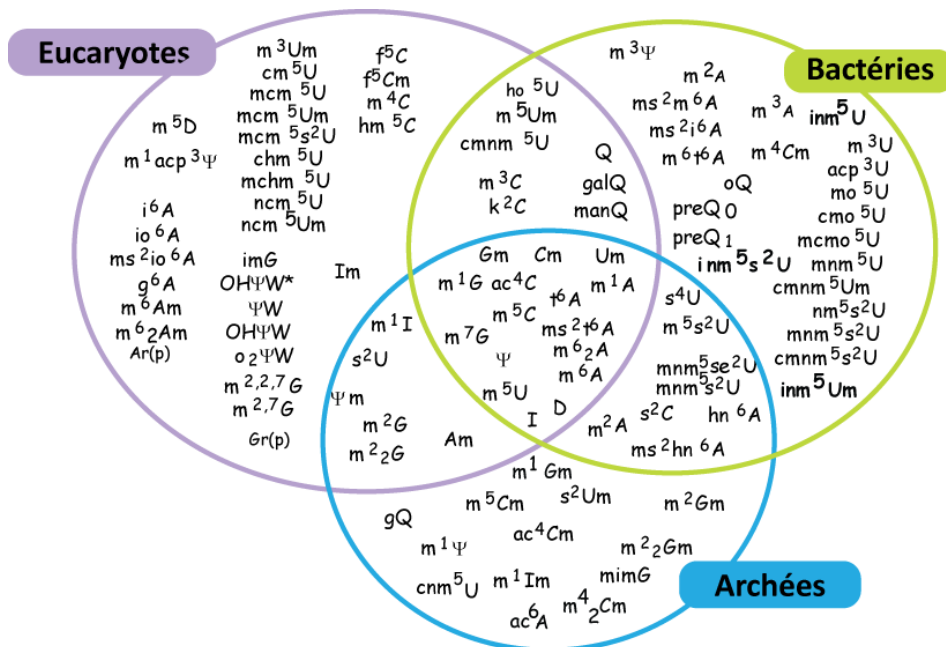 Eucaryotes
Bactéries
Archées
m³Um
cm⁵U
mcm⁵U
mcm⁵Um
mcm⁵s²U
chm⁵U
mchm⁵U
ncm⁵U
ncm⁵Um
f⁵C
f⁵Cm
m⁴C
hm⁵C
m⁵D
m¹acp³Ψ
i⁶A
io⁶A
ms²io⁶A
g⁶A
m⁶Am
m⁶₂Am
Ar(p)
imG
OHΨW*
ΨW
OHΨW
o₂ΨW
m²,²,⁷G
m²,⁷G
Gr(p)
Im
ho⁵U
m⁵Um
cmnm⁵U
Q
m³C
galQ
k²C
manQ
m³Ψ
m²A
ms²m⁶A
m³A
inm⁵U
ms²i⁶A
m⁶t⁶A
m⁴Cm
m³U
acp³U
oQ
mo⁵U
preQ₀
cmo⁵U
preQ₁
mcmo⁵U
inm⁵s²U
mnm⁵U
cmnm⁵Um
nm⁵s²U
mnm⁵s²U
cmnm⁵s²U
inm⁵Um
Gm
Cm
Um
m¹G
ac⁴C
t⁶A
m¹A
m⁵C
ms²t⁶A
m⁷G
m⁶₂A
Ψ
m⁶A
m⁵U
D
I
m¹I
s²U
Ψm
m²G
m²₂G
Am
s⁴U
m⁵s²U
mnm⁵se²U
mnm⁵s²U
s²C
hn⁶A
m²A
ms²hn⁶A
m¹Gm
m⁵Cm
s²Um
m²Gm
gQ
ac⁴Cm
m¹Ψ
m²₂Gm
cnm⁵U
m¹Im
mimG
ac⁶A
m⁴₂Cm